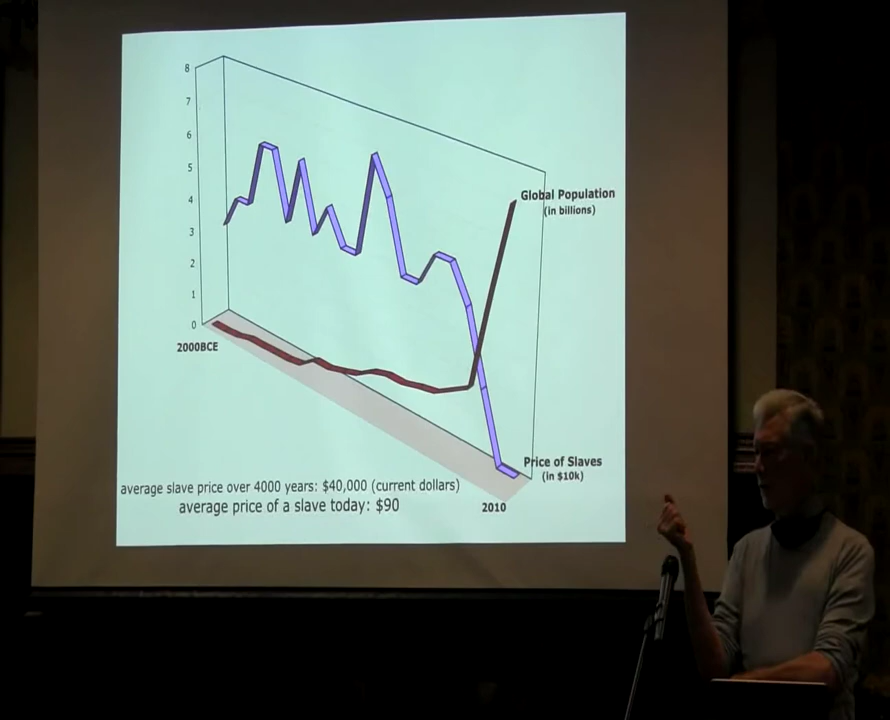 8
7
6
5
4
3
2
1
0
Global Population
(in billions)
2000BCE
Price of Slaves
(in $10k)
average slave price over 4000 years: $40,000 (current dollars)
average price of a slave today: $90
2010